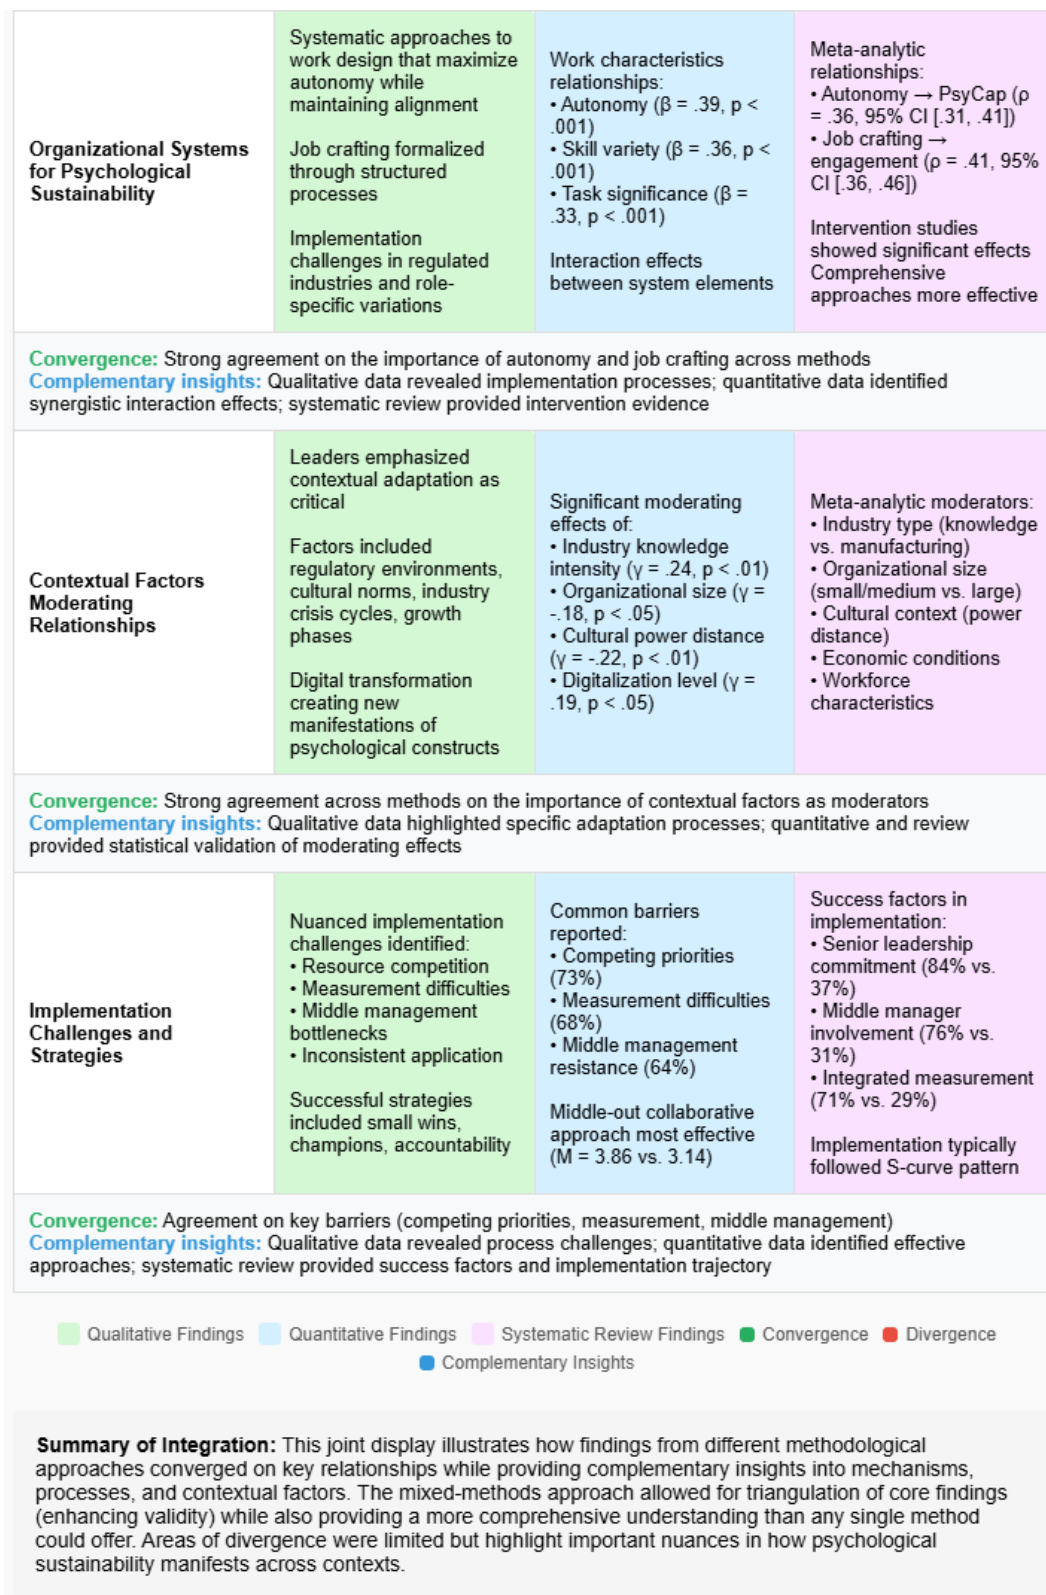 Organizational Systems
for Psychological
Sustainability
Systematic approaches to
work design that maximize
autonomy while
maintaining alignment
Job crafting formalized
through structured
processes
Implementation
challenges in regulated
industries and role-
specific variations
Work characteristics
relationships:
• Autonomy (β = .39, p <
.001)
• Skill variety (β = .36, p <
.001)
• Task significance (β =
.33, p < .001)
Interaction effects
between system elements
Meta-analytic
relationships:
• Autonomy → PsyCap (ρ
= .36, 95% CI [.31, .41])
• Job crafting →
engagement (ρ = .41, 95%
CI [.36, .46])
Intervention studies
showed significant effects
Comprehensive
approaches more effective
Convergence: Strong agreement on the importance of autonomy and job crafting across methods
Complementary insights: Qualitative data revealed implementation processes; quantitative data identified
synergistic interaction effects; systematic review provided intervention evidence
Contextual Factors
Moderating
Relationships
Leaders emphasized
contextual adaptation as
critical
Factors included
regulatory environments,
cultural norms, industry
crisis cycles, growth
phases
Digital transformation
creating new
manifestations of
psychological constructs
Significant moderating
effects of:
• Industry knowledge
intensity (γ = .24, p < .01)
• Organizational size (γ =
-.18, p < .05)
• Cultural power distance
(γ = -.22, p < .01)
• Digitalization level (γ =
.19, p < .05)
Meta-analytic moderators:
• Industry type (knowledge
vs. manufacturing)
• Organizational size
(small/medium vs. large)
• Cultural context (power
distance)
• Economic conditions
• Workforce
characteristics
Convergence: Strong agreement across methods on the importance of contextual factors as moderators
Complementary insights: Qualitative data highlighted specific adaptation processes; quantitative and review
provided statistical validation of moderating effects
Implementation
Challenges and
Strategies
Nuanced implementation
challenges identified:
• Resource competition
• Measurement difficulties
• Middle management
bottlenecks
• Inconsistent application
Successful strategies
included small wins,
champions, accountability
Common barriers
reported:
• Competing priorities
(73%)
• Measurement difficulties
(68%)
• Middle management
resistance (64%)
Middle-out collaborative
approach most effective
(M = 3.86 vs. 3.14)
Success factors in
implementation:
• Senior leadership
commitment (84% vs.
37%)
• Middle manager
involvement (76% vs.
31%)
• Integrated measurement
(71% vs. 29%)
Implementation typically
followed S-curve pattern
Convergence: Agreement on key barriers (competing priorities, measurement, middle management)
Complementary insights: Qualitative data revealed process challenges; quantitative data identified effective
approaches; systematic review provided success factors and implementation trajectory
Qualitative Findings Quantitative Findings Systematic Review Findings Convergence Divergence
Complementary Insights
Summary of Integration: This joint display illustrates how findings from different methodological
approaches converged on key relationships while providing complementary insights into mechanisms,
processes, and contextual factors. The mixed-methods approach allowed for triangulation of core findings
(enhancing validity) while also providing a more comprehensive understanding than any single method
could offer. Areas of divergence were limited but highlight important nuances in how psychological
sustainability manifests across contexts.